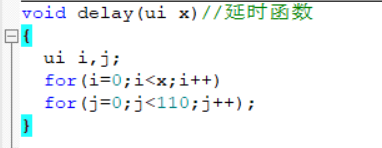 void delay(ui x)//延时函数
{
ui i,j;
for(i=0;i<x;i++)
for(j=0;j<110;j++);
}